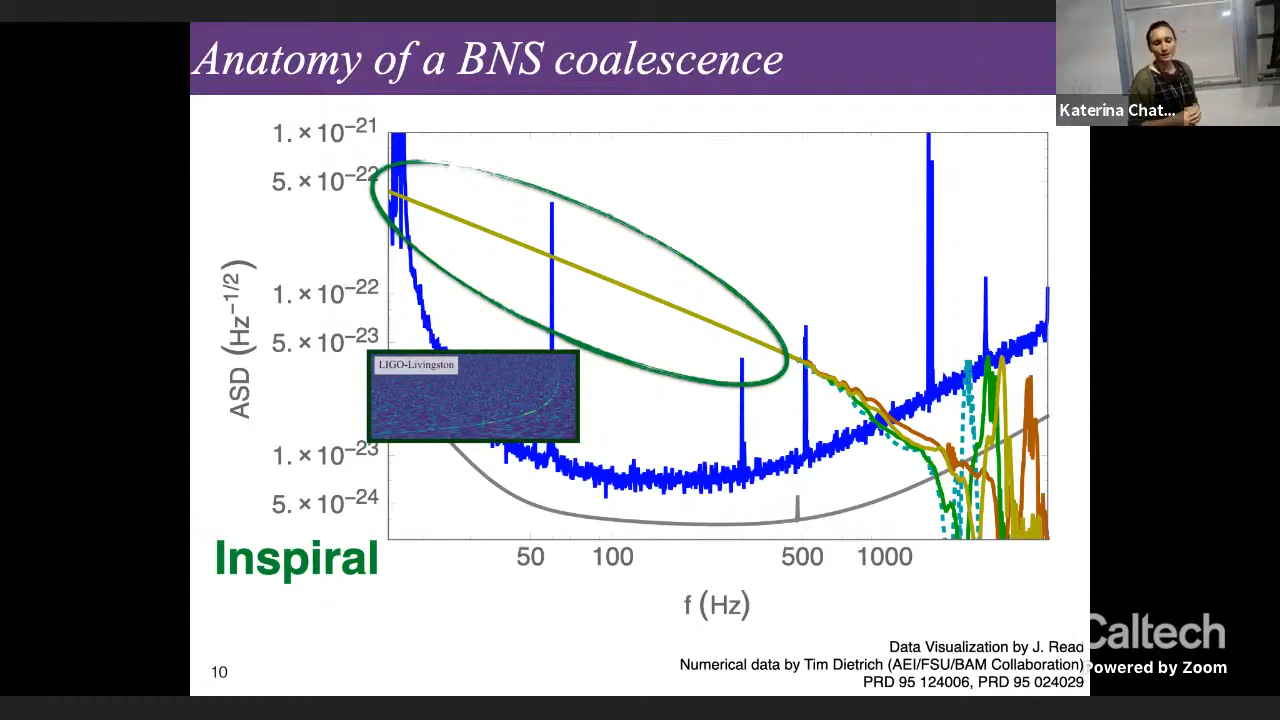 Anatomy of a BNS coalescence
Katerina Chat...
1. × 10−21
5. × 10−22
1. × 10−22
5. × 10−23
1. × 10−23
5. × 10−24
ASD (Hz−1/2)
LIGO-Livingston
Inspiral
50
100
500
1000
f (Hz)
Data Visualization by J. Read
Numerical data by Tim Dietrich (AEI/FSU/BAM Collaboration)
PRD 95 124006, PRD 95 024029
10
Caltech
Powered by Zoom